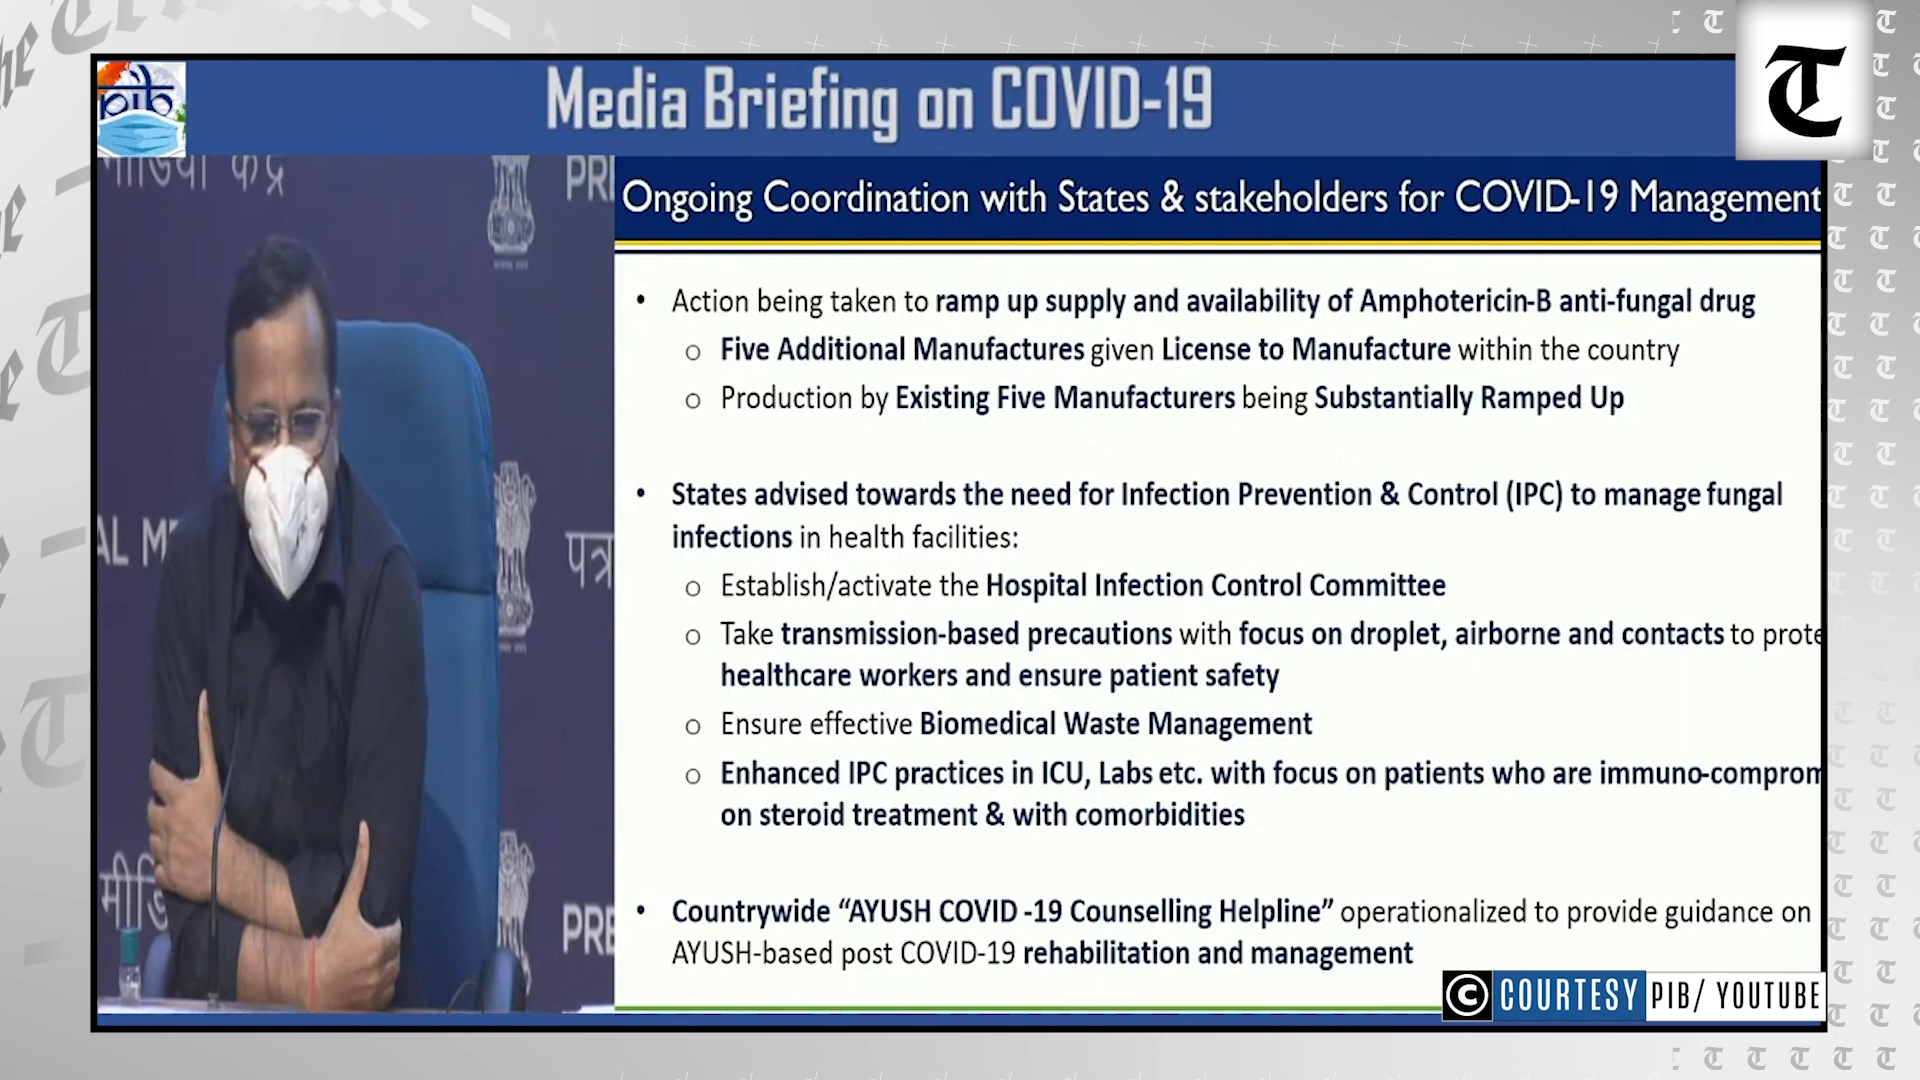 pib
Media Briefing on COVID-19
T
मीडिया केंद्र
PRE
Ongoing Coordination with States & stakeholders for COVID-19 Management
• Action being taken to ramp up supply and availability of Amphotericin-B anti-fungal drug
o Five Additional Manufactures given License to Manufacture within the country
o Production by Existing Five Manufacturers being Substantially Ramped Up
• States advised towards the need for Infection Prevention & Control (IPC) to manage fungal
infections in health facilities:
AL M
पत्र
o Establish/activate the Hospital Infection Control Committee
o Take transmission-based precautions with focus on droplet, airborne and contacts to prote
healthcare workers and ensure patient safety
o Ensure effective Biomedical Waste Management
o Enhanced IPC practices in ICU, Labs etc. with focus on patients who are immuno-comprom
on steroid treatment & with comorbidities
मीडि
PRE
• Countrywide “AYUSH COVID -19 Counselling Helpline” operationalized to provide guidance on
AYUSH-based post COVID-19 rehabilitation and management
© COURTESY PIB/ YOUTUBE